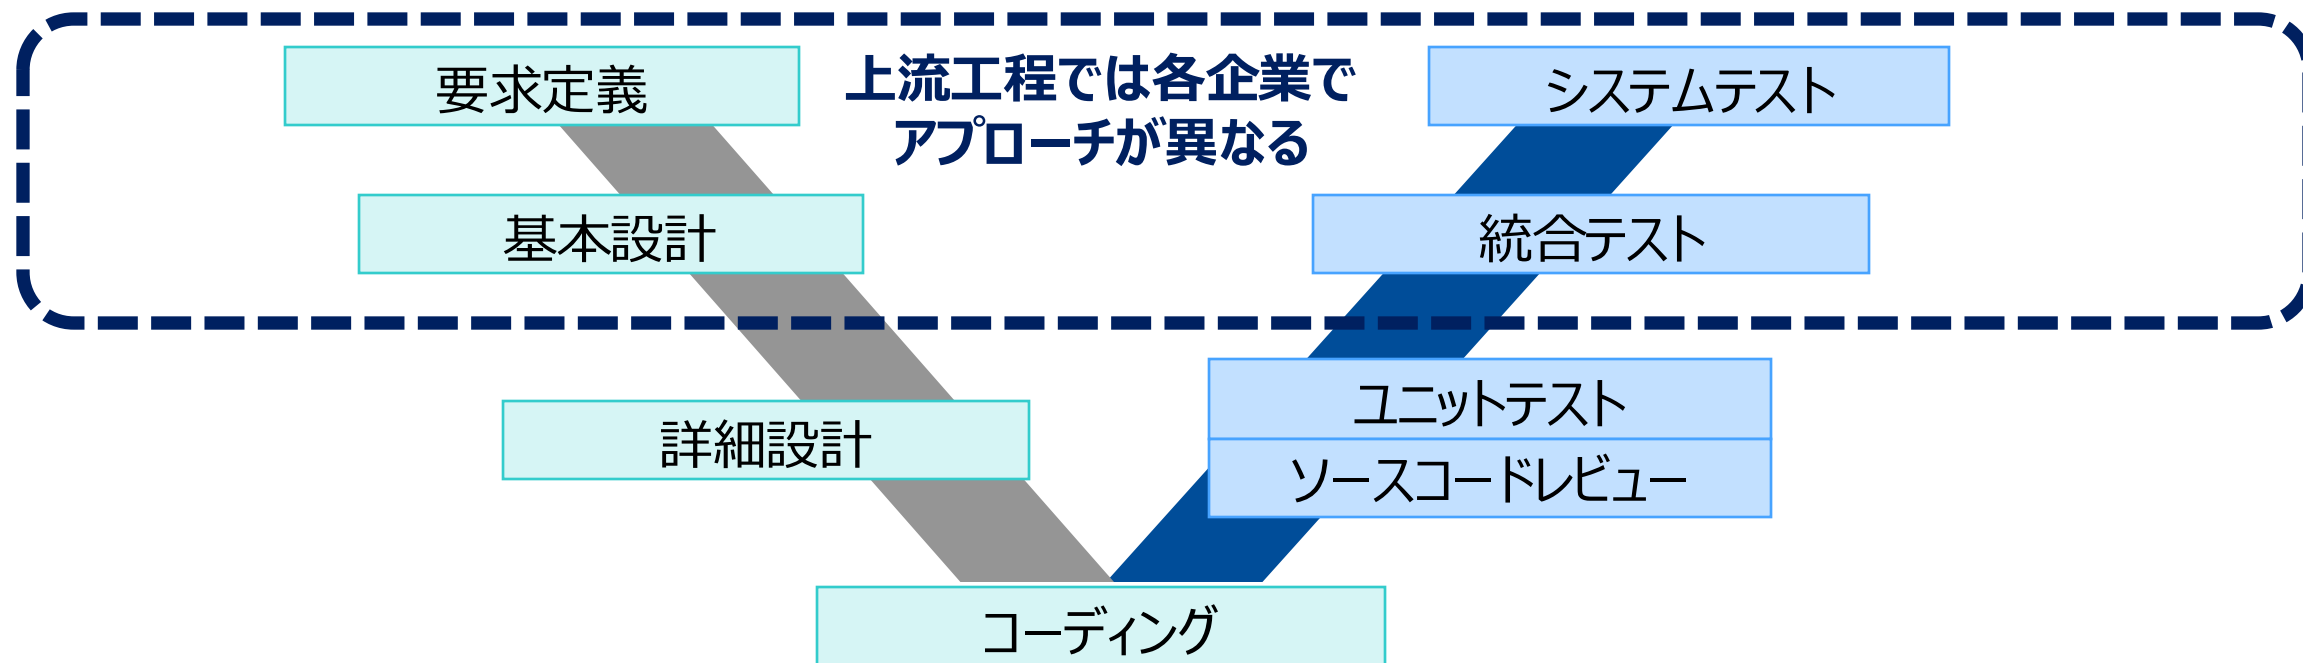 要求定義
上流工程では各企業で
アプローチが異なる
システムテスト
基本設計
統合テスト
詳細設計
ユニットテスト
ソースコードレビュー
コーディング